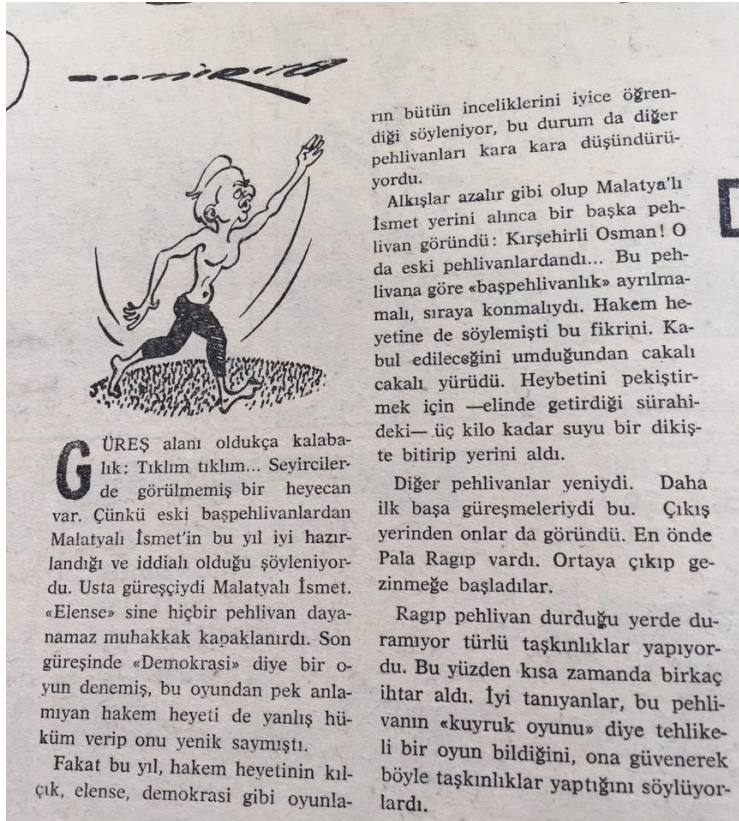 GÜREŞ alanı oldukça kalaba-
lık: Tıklım tıklım... Seyirciler-
de görülmemiş bir heyecan
var. Çünkü eski başpehlivanlardan
Malatyalı İsmet'in bu yıl iyi hazır-
landığı ve iddialı olduğu şöyleniyor-
du. Usta güreşçiydi Malatyalı İsmet.
«Elense» sine hiçbir pehlivan daya-
namaz muhakkak kapaklanırdı. Son
güreşinde «Demokrasi» diye bir o-
yun denemiş, bu oyundan pek anla-
mıyan hakem heyeti de yanlış hü-
küm verip onu yenik saymıştı.
Fakat bu yıl, hakem heyetinin kıl-
çık, elense, demokrasi gibi oyunla-
rın bütün inceliklerini iyice öğren-
diği söyleniyor, bu durum da diğer
pehlivanları kara kara düşündürü-
yordu.
Alkışlar azalır gibi olup Malatya'lı
İsmet yerini alınca bir başka peh-
livan göründü: Kırşehirli Osman! O
da eski pehlivanlardandı... Bu peh-
livana göre «başpehlivanlık» ayrılma-
malı, sıraya konmalıydı. Hakem he-
yetine de söylemişti bu fikrini. Ka-
bul edileceğini umduğundan cakalı
cakalı yürüdü. Heybetini pekiştir-
mek için —elinde getirdiği sürahi-
deki— üç kilo kadar suyu bir dikiş-
te bitirip yerini aldı.
Diğer pehlivanlar yeniydi. Daha
ilk başa güreşmeleriydi bu. Çıkış
yerinden onlar da göründü. En önde
Pala Ragıp vardı. Ortaya çıkıp ge-
zinmeğe başladılar.
Ragıp pehlivan durduğu yerde du-
ramıyor türlü taşkınlıklar yapıyor-
du. Bu yüzden kısa zamanda birkaç
ihtar aldı. İyi tanıyanlar, bu pehli-
vanın «kuyruk oyunu» diye tehlike-
li bir oyun bildiğini, ona güvenerek
böyle taşkınlıklar yaptığını söylüyor-
lardı.